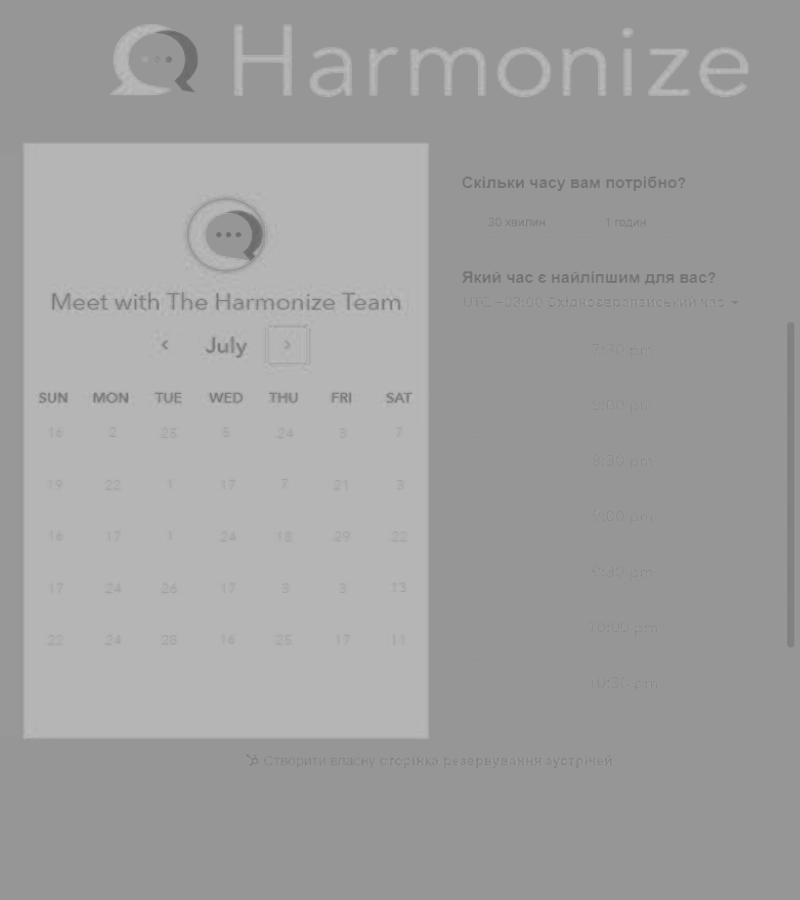 Harmonize
Meet with The Harmonize Team
July
SUN MON TUE WED THU FRI SAT
16 2 25 5 24 3 7
19 22 1 17 7 21 3
16 17 1 24 18 29 22
17 24 26 17 3 3 13
22 24 28 16 25 17 11
Скільки часу вам потрібно?
30 хвилин 1 годин
Який час є найліпшим для вас?
UTC +03:00 Східноєвропейський час
7:30 pm
8:00 pm
8:30 pm
9:00 pm
9:30 pm
10:00 pm
10:30 pm
Створити власну сторінка резервування зустрічей